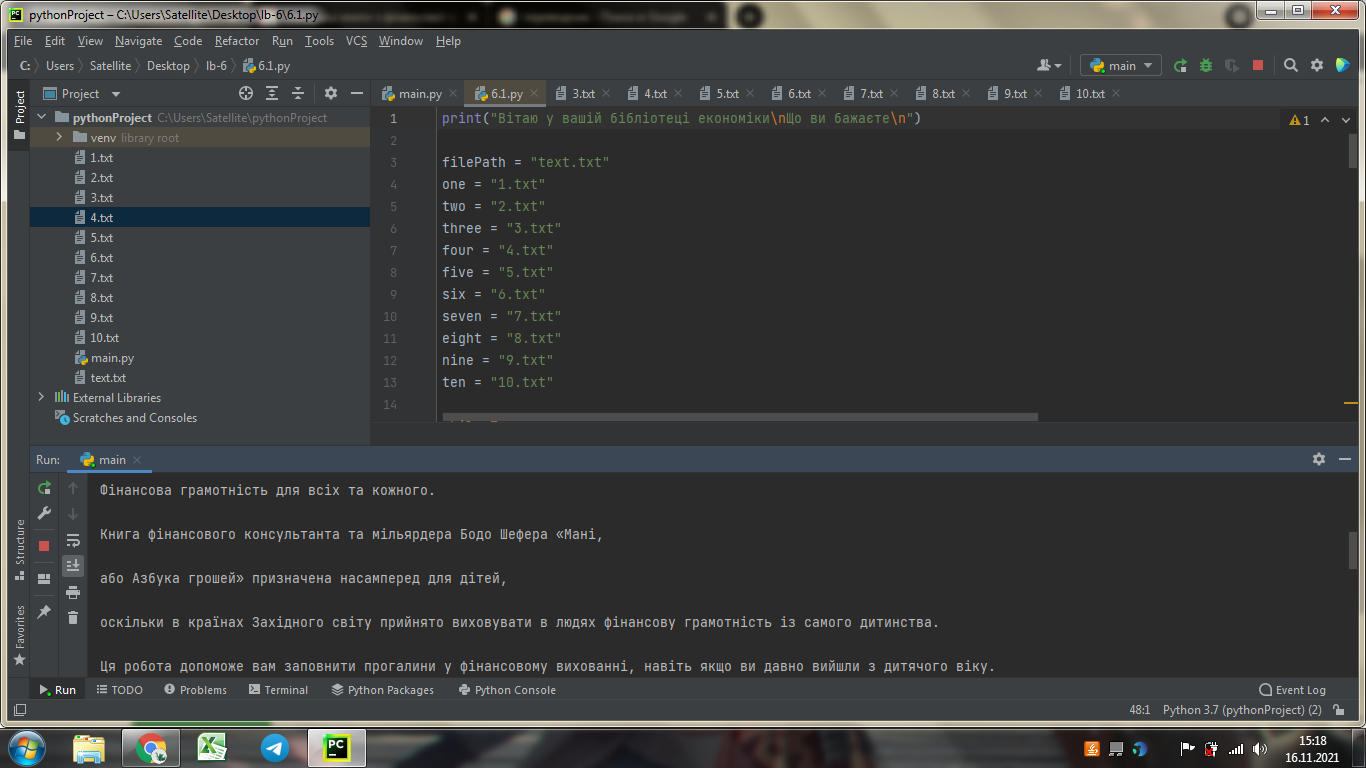 pythonProject – C:\Users\Satellite\Desktop\lb-6\6.1.py
File Edit View Navigate Code Refactor Run Tools VCS Window Help
C: Users Satellite Desktop lb-6 6.1.py
main
Project
main.py 6.1.py 3.txt 4.txt 5.txt 6.txt 7.txt 8.txt 9.txt 10.txt
Project
pythonProject C:\Users\Satellite\pythonProject
venv library root
1.txt
2.txt
3.txt
4.txt
5.txt
6.txt
7.txt
8.txt
9.txt
10.txt
main.py
text.txt
External Libraries
Scratches and Consoles
1 print("Вітаю у вашій бібліотеці економіки\nЩо ви бажаєте\n")
1
2
3 filePath = "text.txt"
4 one = "1.txt"
5 two = "2.txt"
6 three = "3.txt"
7 four = "4.txt"
8 five = "5.txt"
9 six = "6.txt"
10 seven = "7.txt"
11 eight = "8.txt"
12 nine = "9.txt"
13 ten = "10.txt"
14
Run: main
Фінансова грамотність для всіх та кожного.
Книга фінансового консультанта та мільярдера Бодо Шефера «Мані,
або Азбука грошей» призначена насамперед для дітей,
оскільки в країнах Західного світу прийнято виховувати в людях фінансову грамотність із самого дитинства.
Ця робота допоможе вам заповнити прогалини у фінансовому вихованні, навіть якщо ви давно вийшли з дитячого віку.
Structure
Favorites
Run TODO Problems Terminal Python Packages Python Console Event Log
48:1 Python 3.7 (pythonProject) (2)
PC
15:18
16.11.2021